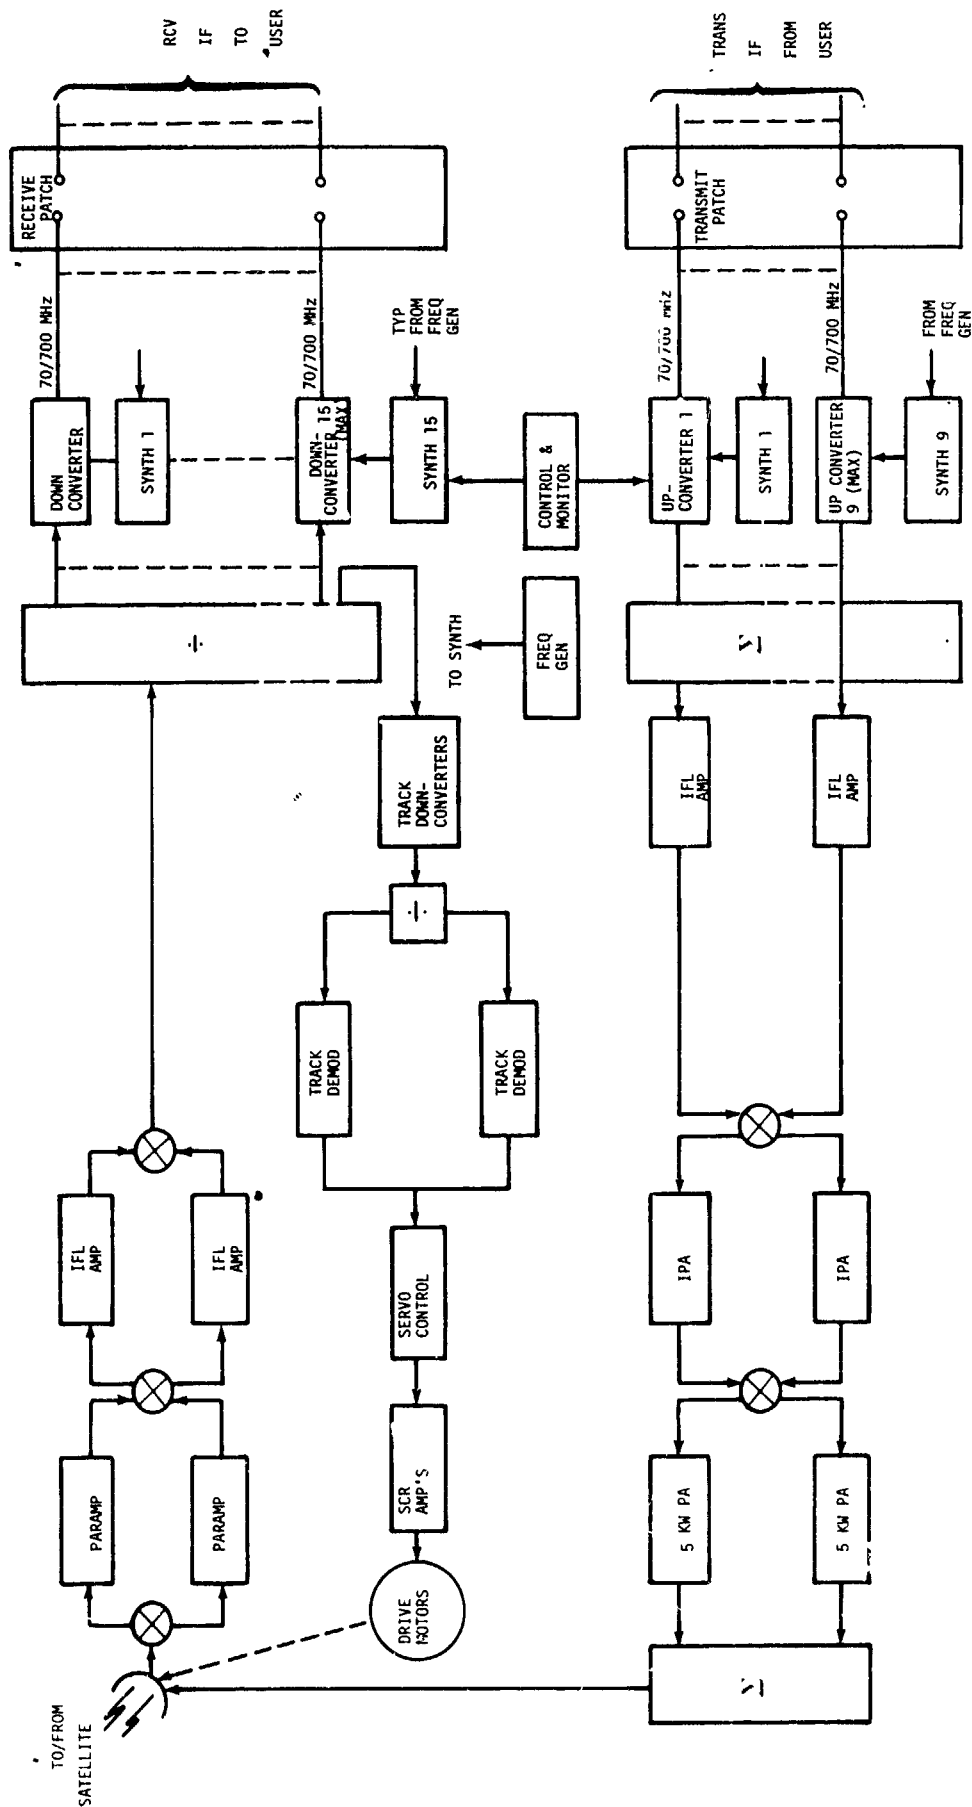 TO/FROM
SATELLITE
PARAMP
PARAMP
IFL
AMP
IFL
AMP
÷
DOWN
CONVERTER
SYNTH 1
70/700 MHz
RECEIVE
PATCH
RCV
IF
TO
USER
DOWN- 15
CONVERTER (MAX
70/700 MHz
SYNTH 15
TYP
FROM
FREQ
GEN
DRIVE
MOTORS
SCR
AMP'S
SERVO
CONTROL
TRACK
DEMOD
TRACK
DEMOD
÷
TRACK
DOWN-
CONVERTERS
TO SYNTH
FREQ
GEN
CONTROL &
MONITOR
Σ
5 KW PA
5 KW PA
IPA
IPA
IFL
AMP
IFL
AMP
Σ
UP-
CONVERTER 1
SYNTH 1
70/700 MHz
UP CONVERTER
9 (MAX)
70/700 MHz
SYNTH 9
FROM
FREQ
GEN
TRANSMIT
PATCH
TRANS
IF
FROM
USER